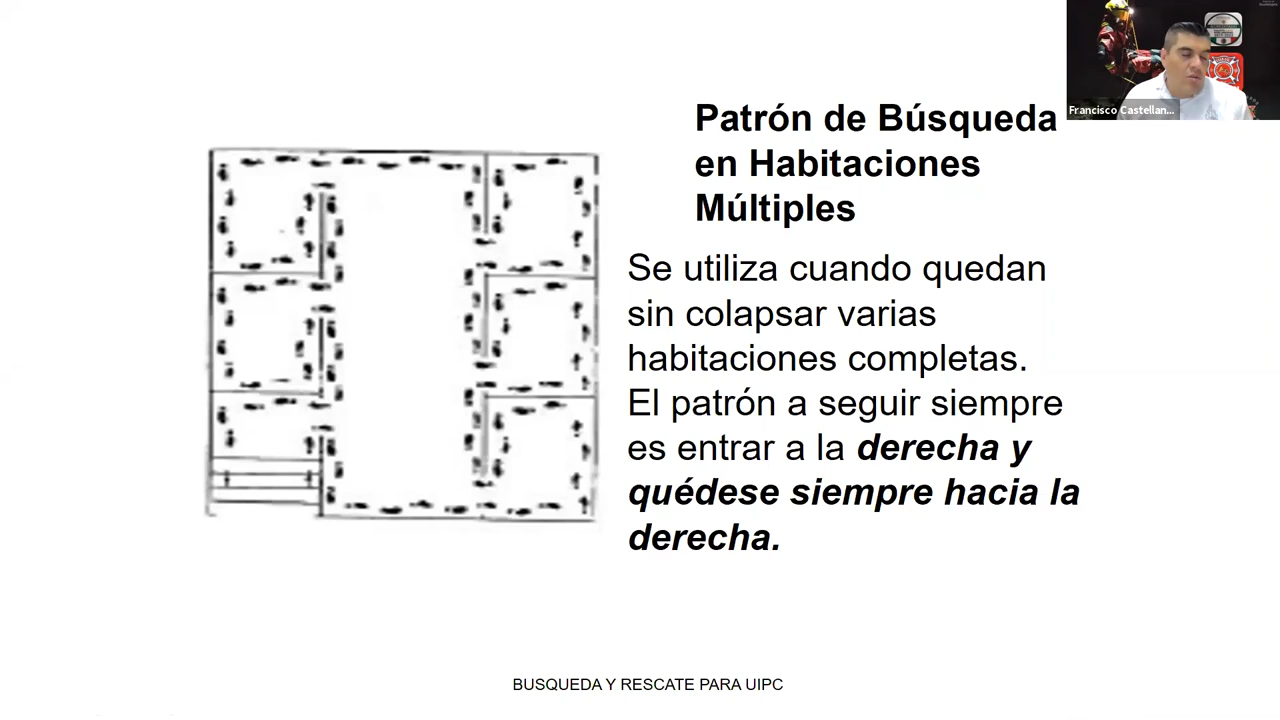 Patrón de Búsqueda
en Habitaciones
Múltiples
Francisco Castellan...
Se utiliza cuando quedan
sin colapsar varias
habitaciones completas.
El patrón a seguir siempre
es entrar a la derecha y
quédese siempre hacia la
derecha.
BUSQUEDA Y RESCATE PARA UIPC